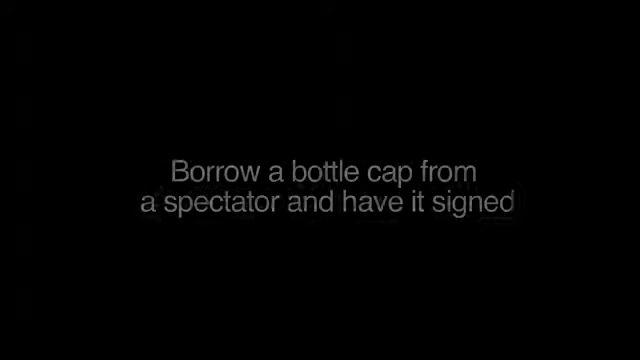 Borrow a bottle cap from
a spectator and have it signed